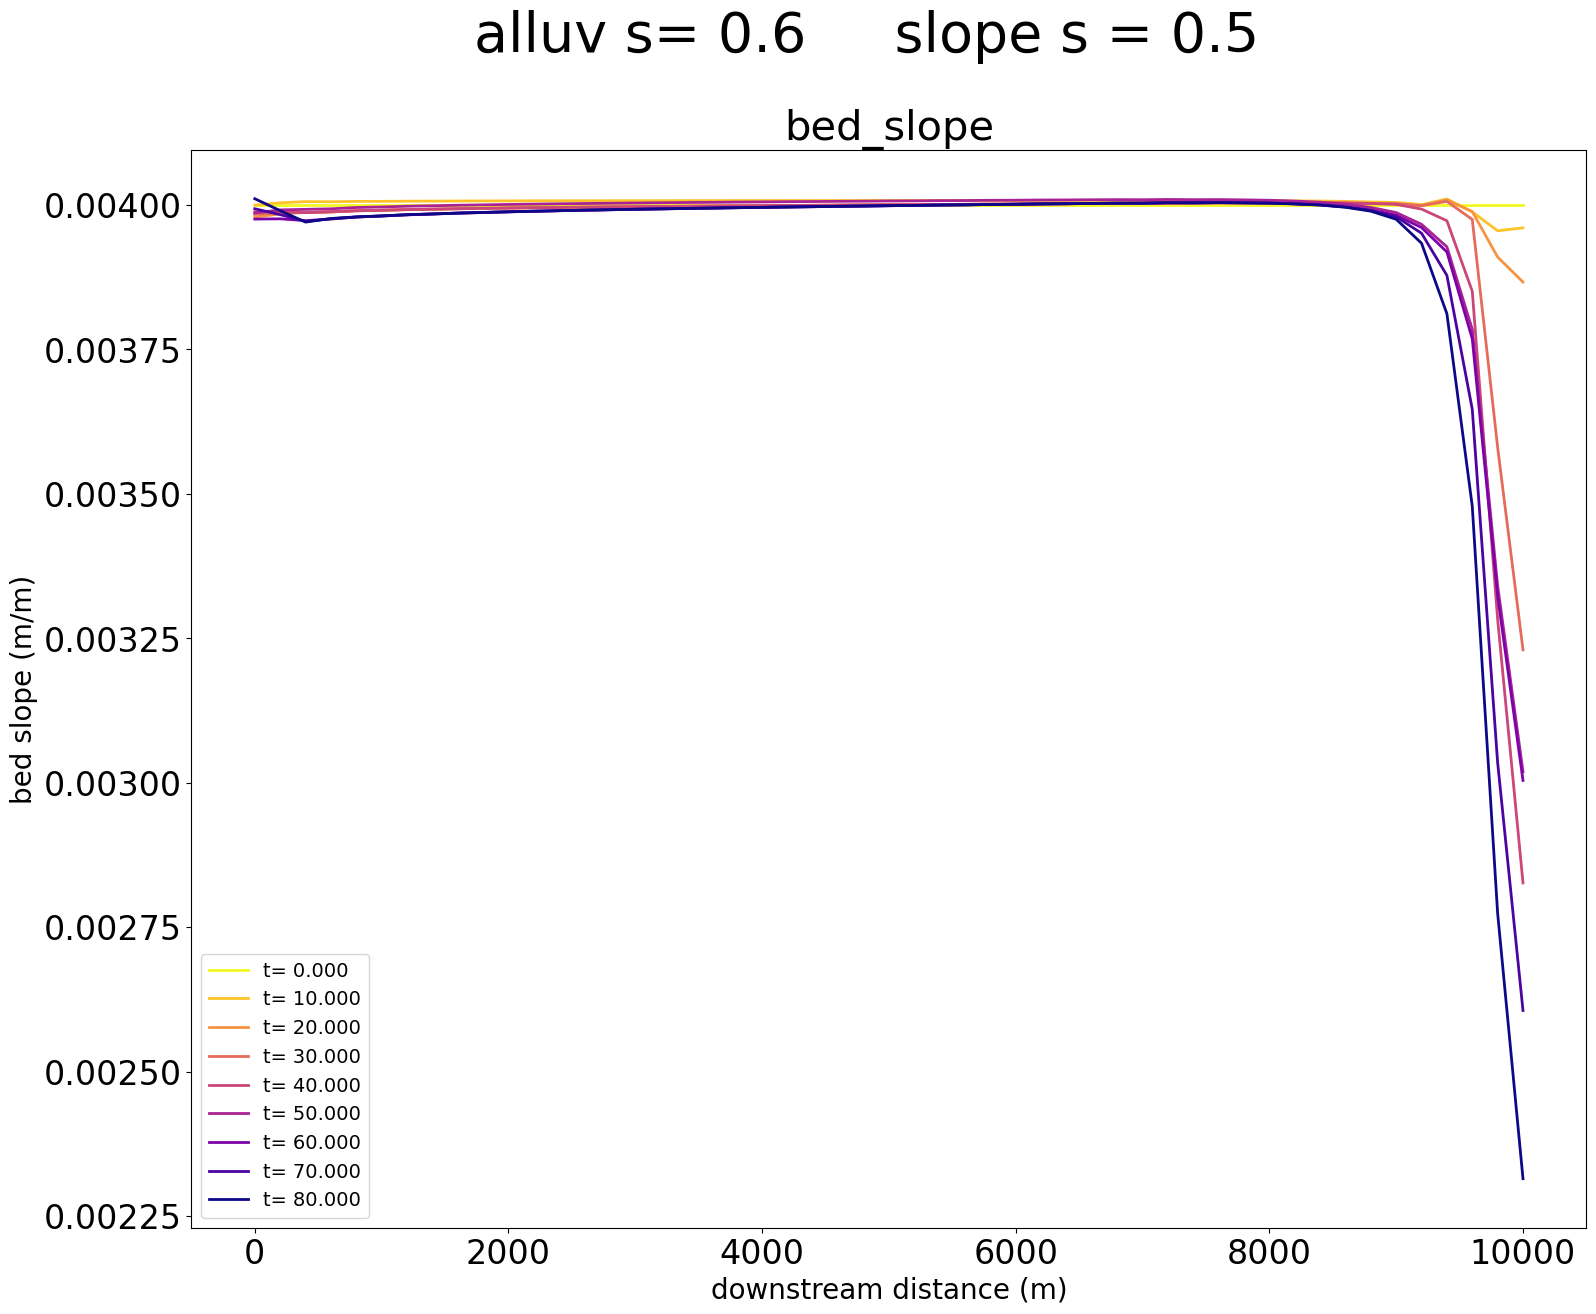 alluv s= 0.6 slope s = 0.5
bed_slope
0.00400
0.00375
0.00350
0.00325
0.00300
0.00275
0.00250
0.00225
bed slope (m/m)
t= 0.000
t= 10.000
t= 20.000
t= 30.000
t= 40.000
t= 50.000
t= 60.000
t= 70.000
t= 80.000
0 2000 4000 6000 8000 10000
downstream distance (m)